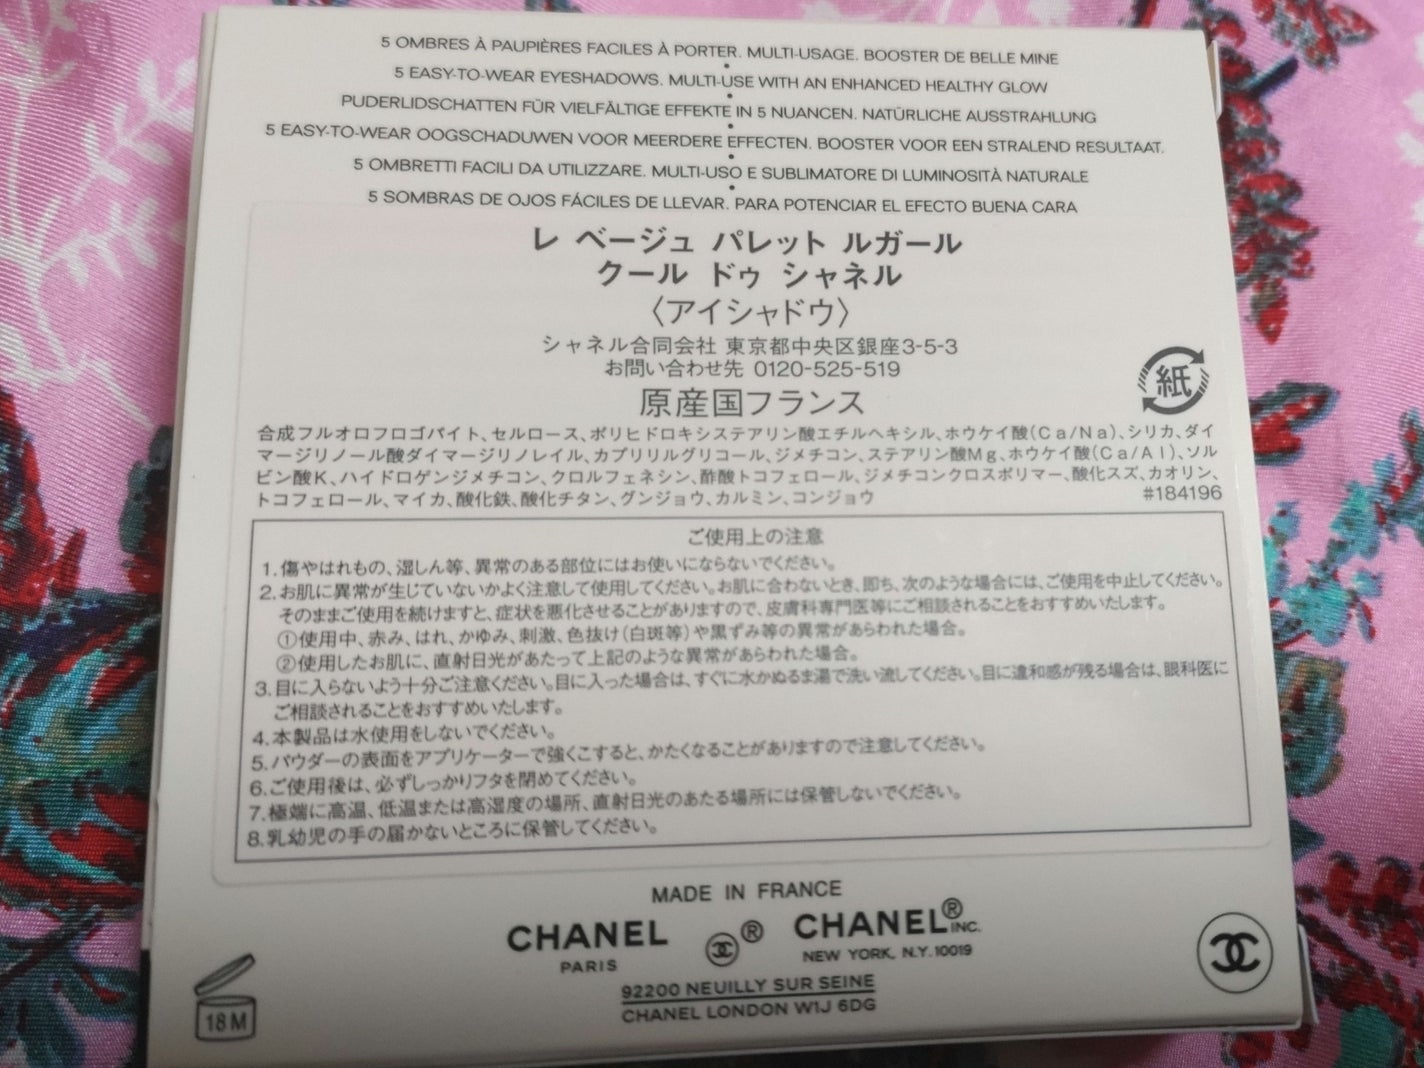 5 OMBRES À PAUPIÈRES FACILES À PORTER. MULTI-USAGE. BOOSTER DE BELLE MINE
•
5 EASY-TO-WEAR EYESHADOWS. MULTI-USE WITH AN ENHANCED HEALTHY GLOW
•
PUDERLIDSCHATTEN FÜR VIELFÄLTIGE EFFEKTE IN 5 NUANCEN. NATÜRLICHE AUSSTRAHLUNG
•
5 EASY-TO-WEAR OOGSCHADUWEN VOOR MEERDERE EFFECTEN. BOOSTER VOOR EEN STRALEND RESULTAAT.
•
5 OMBRETTI FACILI DA UTILIZZARE. MULTI-USO E SUBLIMATORE DI LUMINOSITÀ NATURALE
•
5 SOMBRAS DE OJOS FÁCILES DE LLEVAR. PARA POTENCIAR EL EFECTO BUENA CARA
レ ベージュ パレット ルガール
クール ドゥ シャネル
〈アイシャドウ〉
シャネル合同会社 東京都中央区銀座3-5-3
お問い合わせ先 0120-525-519
紙
原産国フランス
合成フルオロフロゴパイト、セルロース、ポリヒドロキシステアリン酸エチルヘキシル、ホウケイ酸(Ca/Na)、シリカ、ダイ
マージリノール酸ダイマージリノレイル、カプリリルグリコール、ジメチコン、ステアリン酸Mg、ホウケイ酸(Ca/Al)、ソル
ビン酸K、ハイドロゲンジメチコン、クロルフェネシン、酢酸トコフェロール、ジメチコンクロスポリマー、酸化スズ、カオリン、
トコフェロール、マイカ、酸化鉄、酸化チタン、グンジョウ、カルミン、コンジョウ #184196
ご使用上の注意
1.傷やはれもの、湿しん等、異常のある部位にはお使いにならないでください。
2.お肌に異常が生じていないかよく注意して使用してください。お肌に合わないとき、即ち、次のような場合には、ご使用を中止してください。
そのままご使用を続けますと、症状を悪化させることがありますので、皮膚科専門医等にご相談されることをおすすめいたします。
①使用中、赤み、はれ、かゆみ、刺激、色抜け(白斑等)や黒ずみ等の異常があらわれた場合。
②使用したお肌に、直射日光があたって上記のような異常があらわれた場合。
3.目に入らないよう十分ご注意ください。目に入った場合は、すぐに水かぬるま湯で洗い流してください。目に違和感が残る場合は、眼科医に
ご相談されることをおすすめいたします。
4.本製品は水使用をしないでください。
5.パウダーの表面をアプリケーターで強くこすると、かたくなることがありますので注意してください。
6.ご使用後は、必ずしっかりフタを閉めてください。
7.極端に高温、低温または高湿度の場所、直射日光のあたる場所には保管しないでください。
8.乳幼児の手の届かないところに保管してください。
MADE IN FRANCE
CHANEL ® CHANEL® INC.
PARIS NEW YORK, N.Y. 10019
92200 NEUILLY SUR SEINE
CHANEL LONDON W1J 6DG
18 M